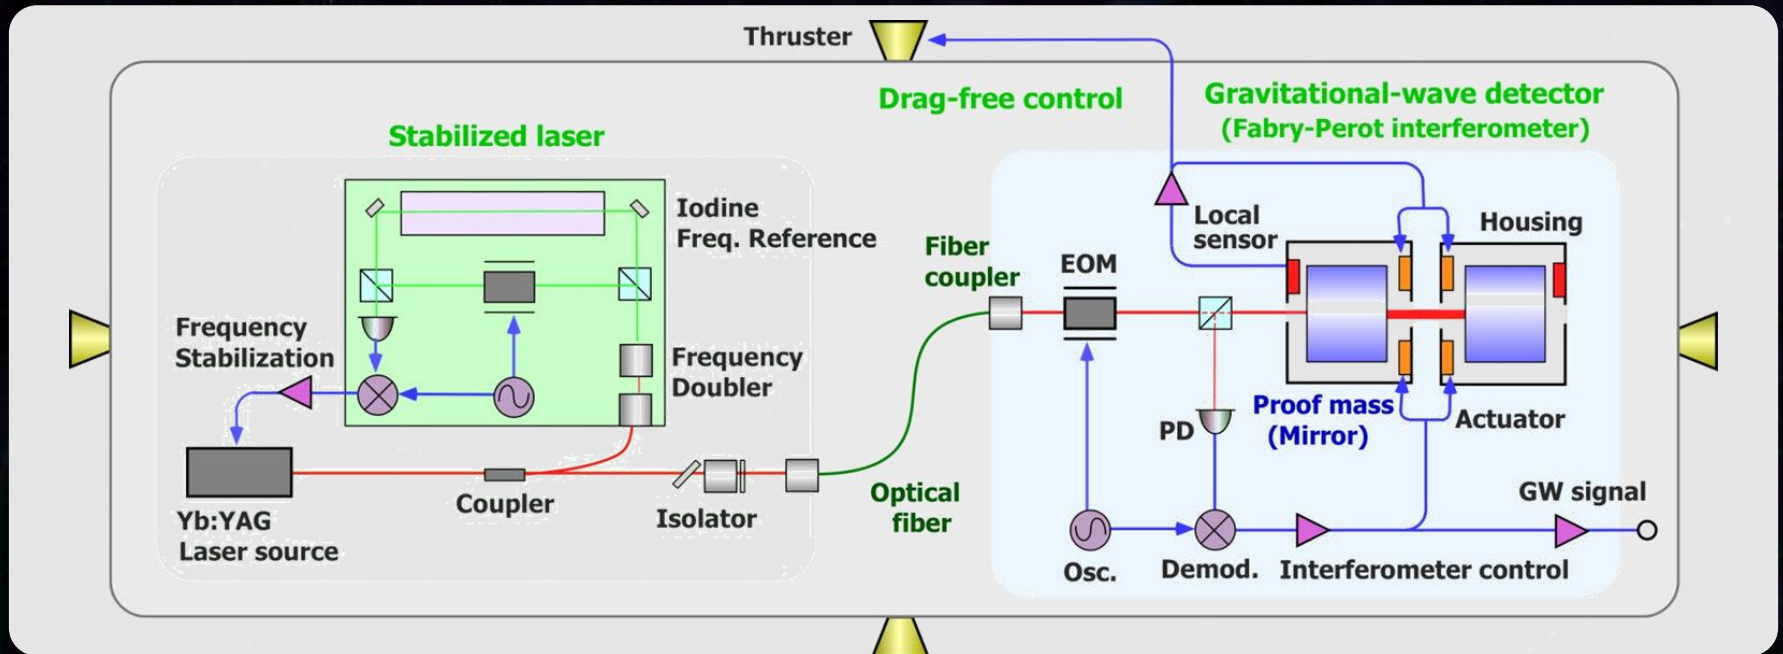 Thruster
Drag-free control
Gravitational-wave detector
(Fabry-Perot interferometer)
Stabilized laser
Iodine
Freq. Reference
Local
sensor
Housing
Fiber
coupler
EOM
Frequency
Stabilization
Frequency
Doubler
Proof mass
(Mirror)
Actuator
PD
Coupler
Isolator
Optical
fiber
GW signal
Yb:YAG
Laser source
Osc.
Demod.
Interferometer control